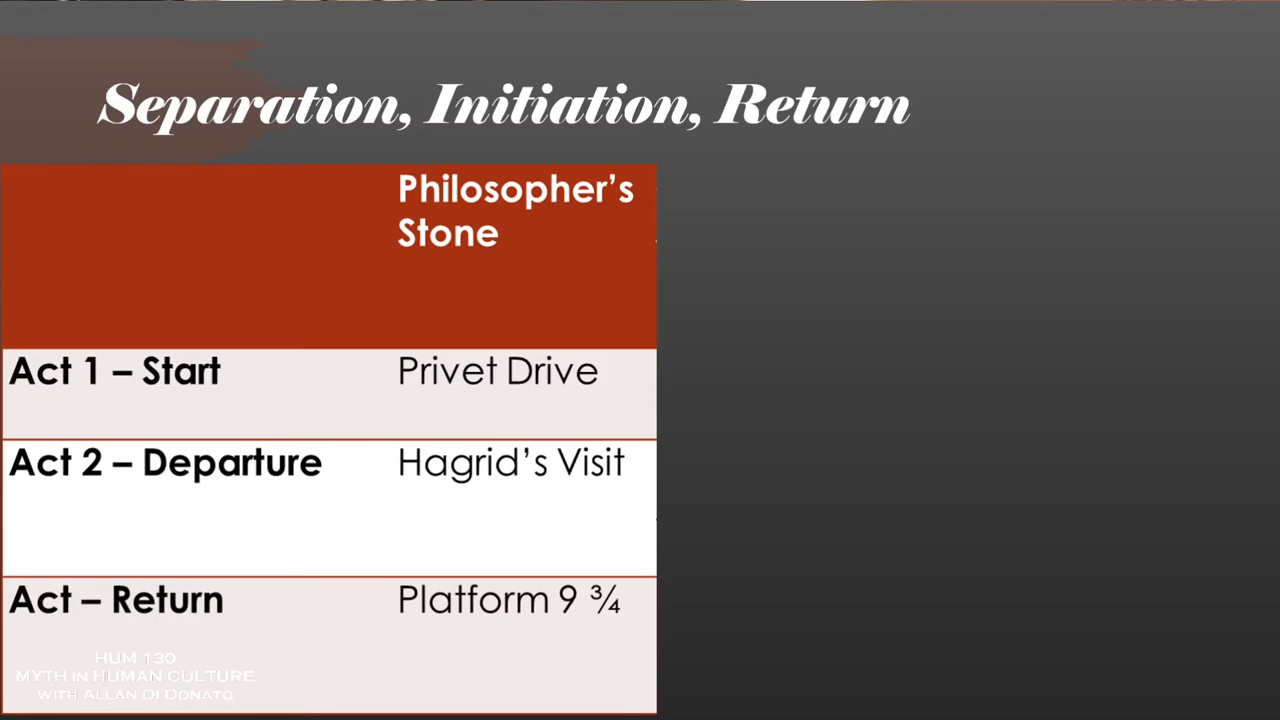 Separation, Initiation, Return
Philosopher’s
Stone
Act 1 – Start Privet Drive
Act 2 – Departure Hagrid’s Visit
Act – Return Platform 9 ¾
HUM 130
MYTH IN HUMAN CULTURE
WITH ALLAN DI DONATO